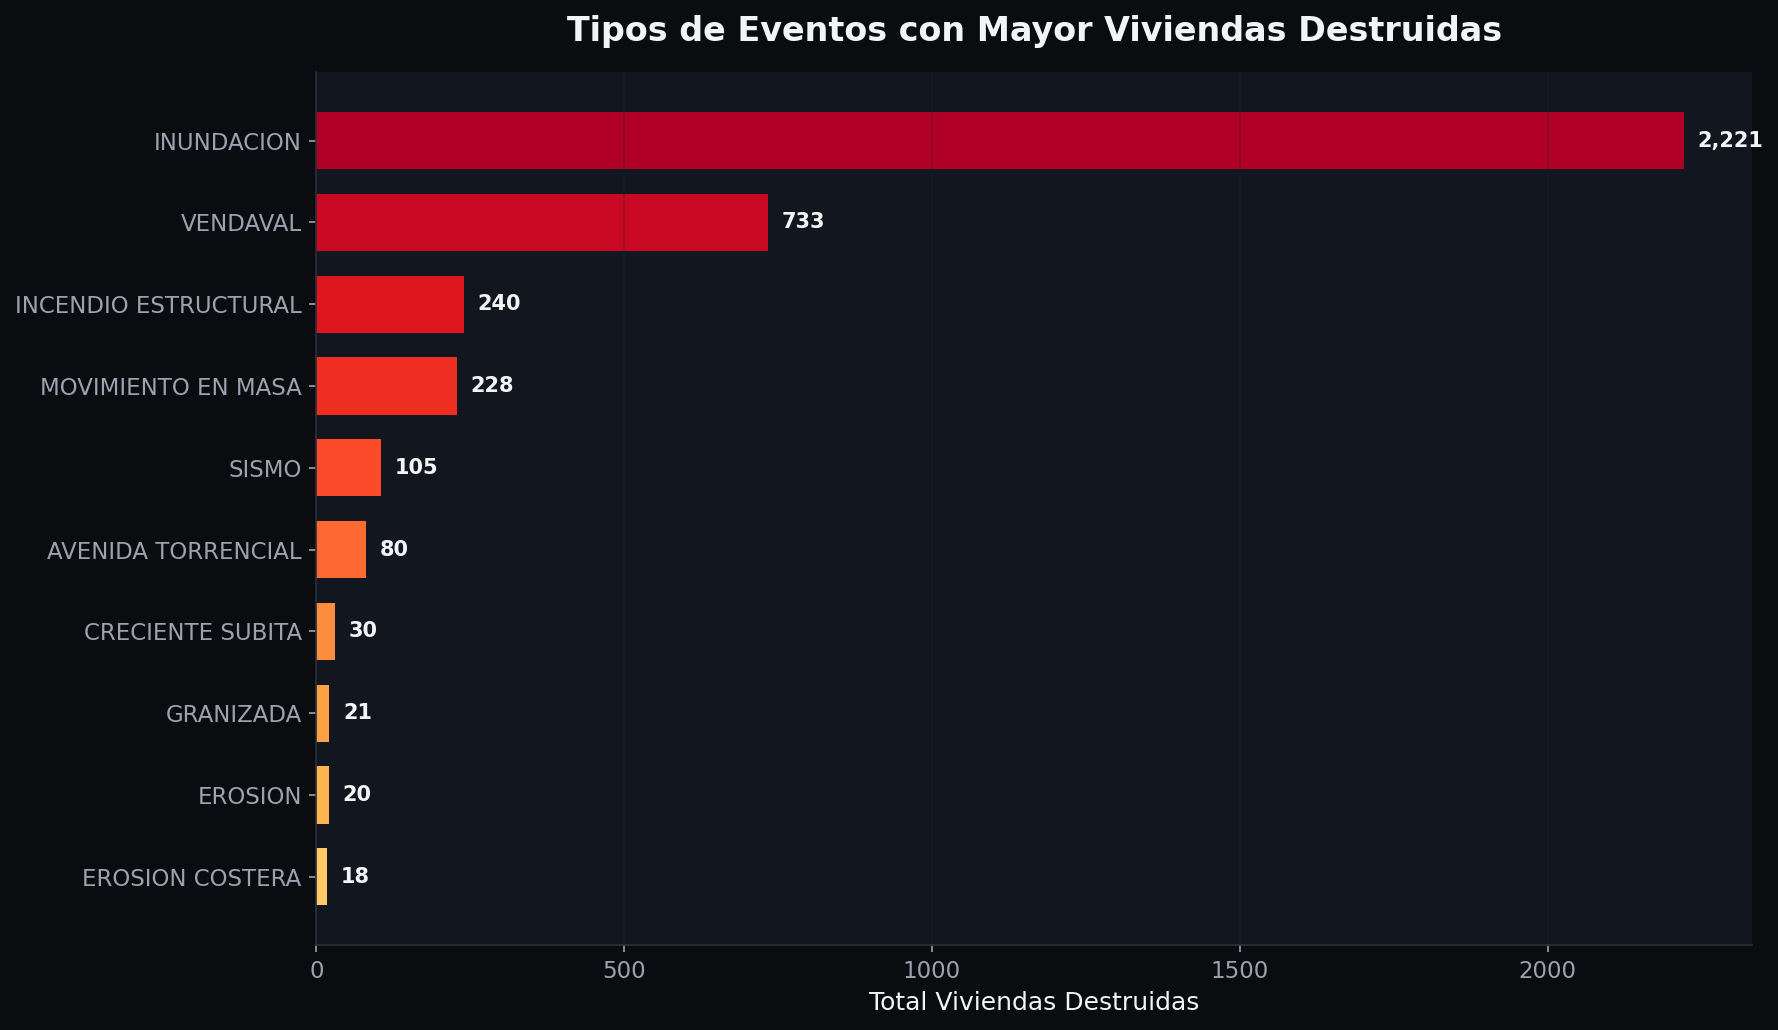 Tipos de Eventos con Mayor Viviendas Destruidas
INUNDACION 2,221
VENDAVAL 733
INCENDIO ESTRUCTURAL 240
MOVIMIENTO EN MASA 228
SISMO 105
AVENIDA TORRENCIAL 80
CRECIENTE SUBITA 30
GRANIZADA 21
EROSION 20
EROSION COSTERA 18
0 500 1000 1500 2000
Total Viviendas Destruidas